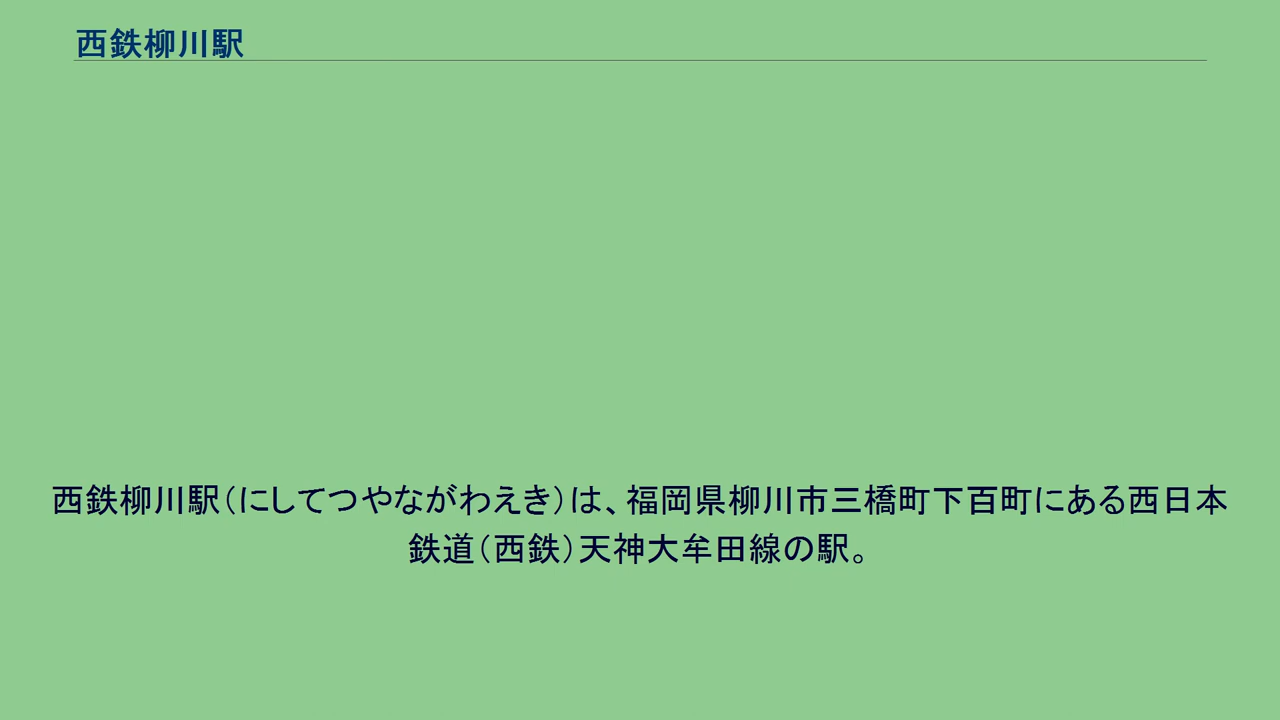 西鉄柳川駅
西鉄柳川駅（にしてつやながわえき）は、福岡県柳川市三橋町下百町にある西日本
鉄道（西鉄）天神大牟田線の駅。